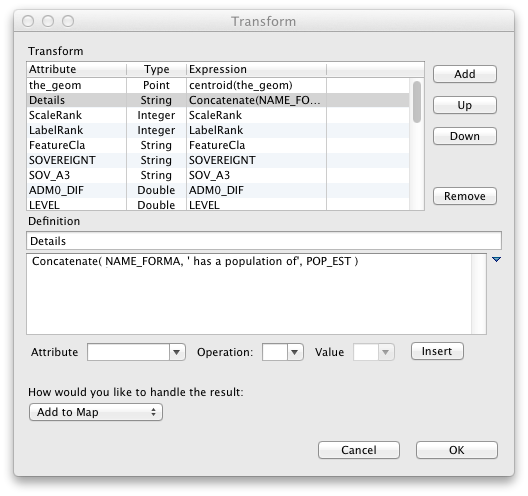 Transform
Transform
Attribute Type Expression
the_geom Point centroid(the_geom)
Details String Concatenate(NAME_FO...
ScaleRank Integer ScaleRank
LabelRank Integer LabelRank
FeatureCla String FeatureCla
SOVEREIGNT String SOVEREIGNT
SOV_A3 String SOV_A3
ADM0_DIF Double ADM0_DIF
LEVEL Double LEVEL
Add
Up
Down
Remove
Definition
Details
Concatenate( NAME_FORMA, ' has a population of', POP_EST )
Attribute Operation: Value Insert
How would you like to handle the result:
Add to Map
Cancel OK